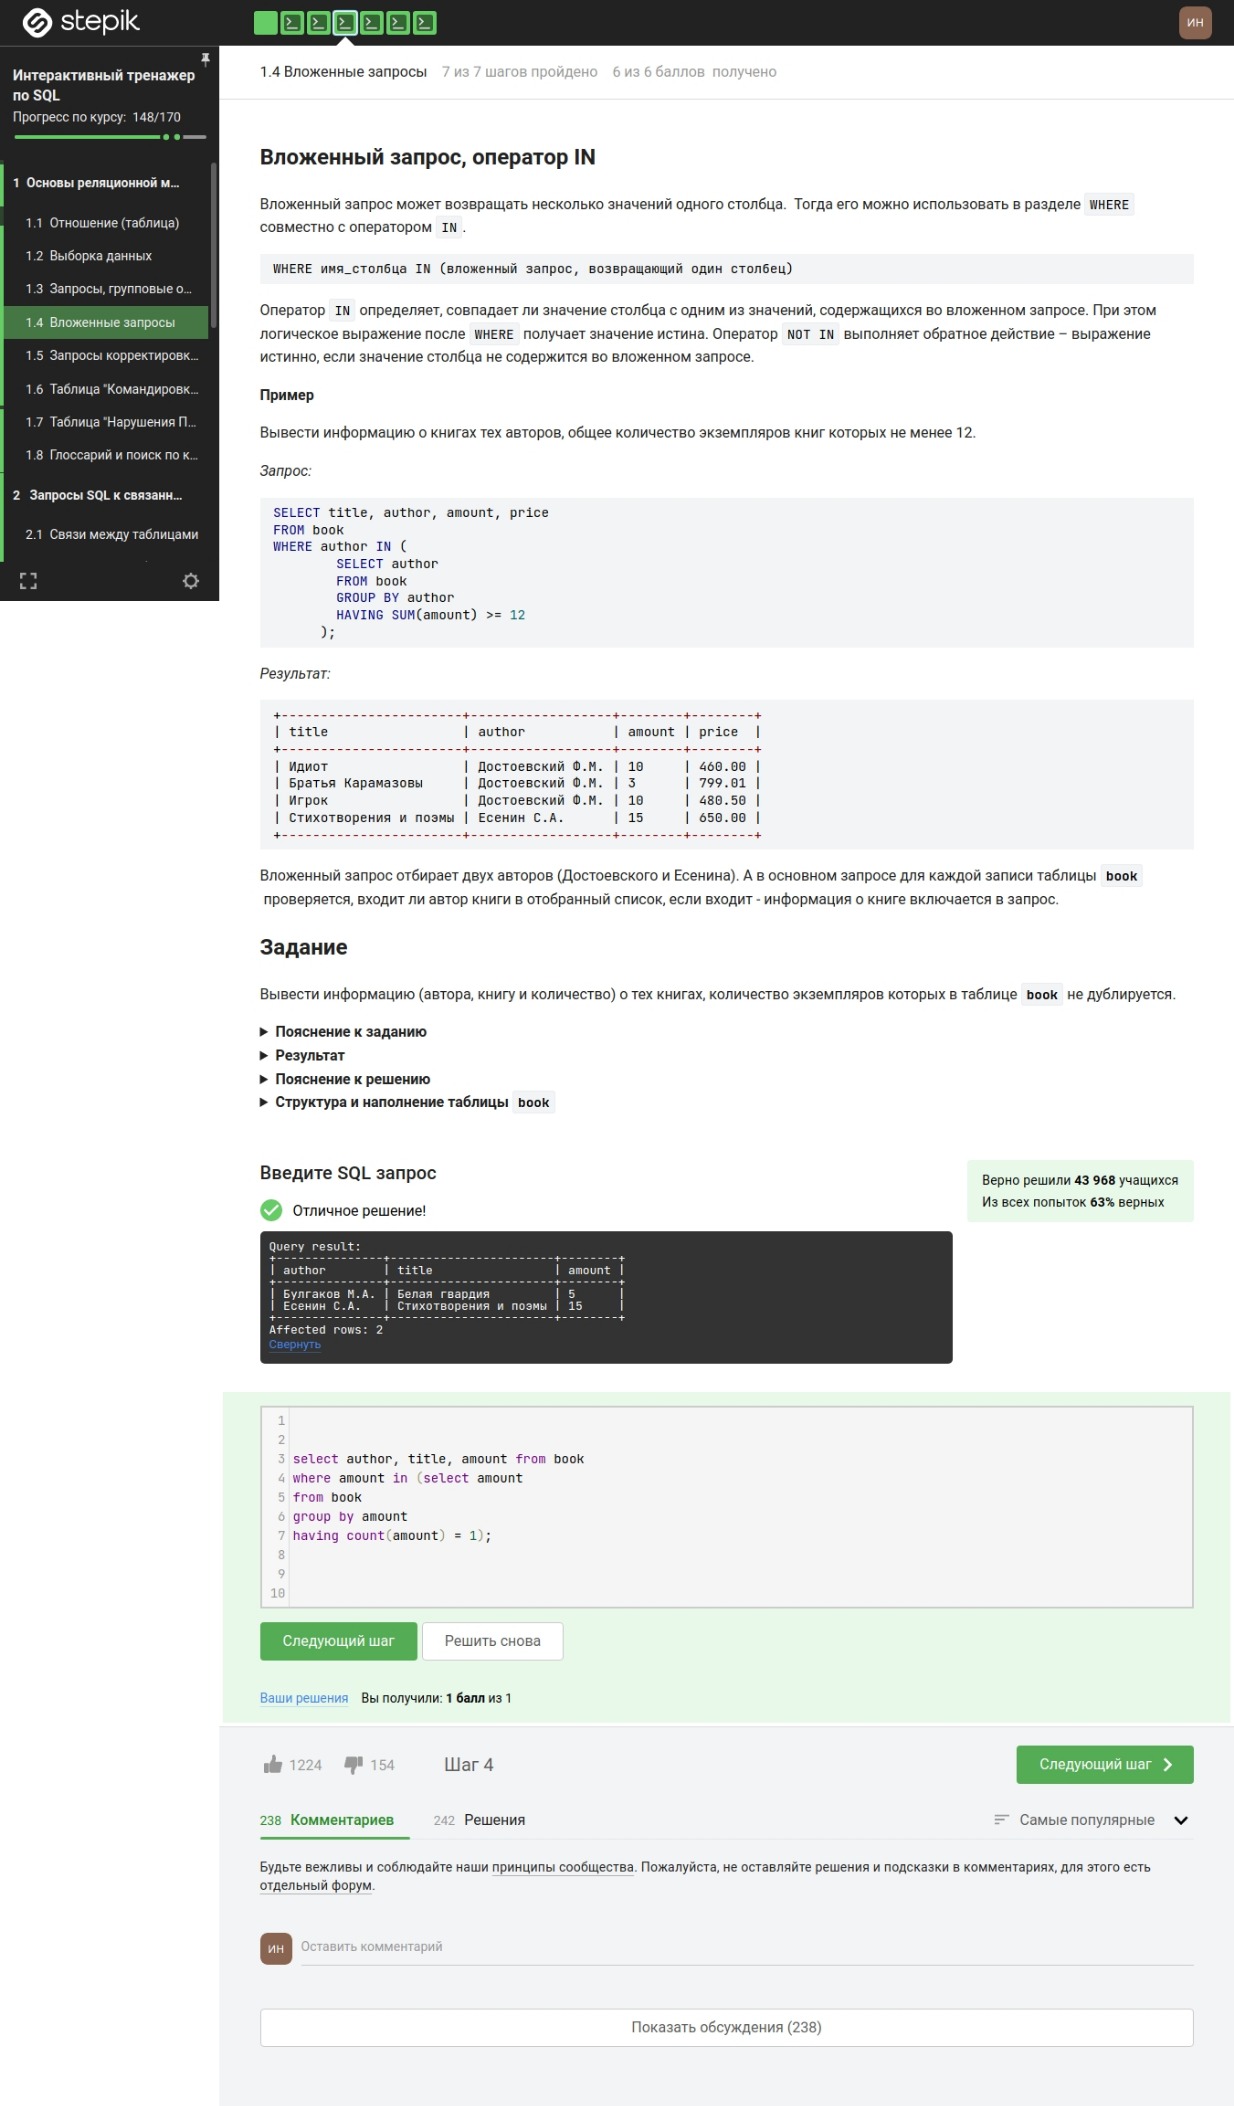 stepik
ИН
Интерактивный тренажер
по SQL
Прогресс по курсу: 148/170
1 Основы реляционной м...
1.1 Отношение (таблица)
1.2 Выборка данных
1.3 Запросы, групповые о...
1.4 Вложенные запросы
1.5 Запросы корректировк...
1.6 Таблица "Командировк...
1.7 Таблица "Нарушения П...
1.8 Глоссарий и поиск по к...
2 Запросы SQL к связанн...
2.1 Связи между таблицами
1.4 Вложенные запросы 7 из 7 шагов пройдено 6 из 6 баллов получено
Вложенный запрос, оператор IN
Вложенный запрос может возвращать несколько значений одного столбца. Тогда его можно использовать в разделе WHERE
совместно с оператором IN .
WHERE имя_столбца IN (вложенный запрос, возвращающий один столбец)
Оператор IN определяет, совпадает ли значение столбца с одним из значений, содержащихся во вложенном запросе. При этом
логическое выражение после WHERE получает значение истина. Оператор NOT IN выполняет обратное действие – выражение
истинно, если значение столбца не содержится во вложенном запросе.
Пример
Вывести информацию о книгах тех авторов, общее количество экземпляров книг которых не менее 12.
Запрос:
SELECT title, author, amount, price
FROM book
WHERE author IN (
        SELECT author
        FROM book
        GROUP BY author
        HAVING SUM(amount) >= 12
      );
Результат:
+-----------------------+------------------+--------+--------+
| title                 | author           | amount | price  |
+-----------------------+------------------+--------+--------+
| Идиот                 | Достоевский Ф.М. | 10     | 460.00 |
| Братья Карамазовы     | Достоевский Ф.М. | 3      | 799.01 |
| Игрок                 | Достоевский Ф.М. | 10     | 480.50 |
| Стихотворения и поэмы | Есенин С.А.      | 15     | 650.00 |
+-----------------------+------------------+--------+--------+
Вложенный запрос отбирает двух авторов (Достоевского и Есенина). А в основном запросе для каждой записи таблицы book
проверяется, входит ли автор книги в отобранный список, если входит - информация о книге включается в запрос.
Задание
Вывести информацию (автора, книгу и количество) о тех книгах, количество экземпляров которых в таблице book не дублируется.
▶ Пояснение к заданию
▶ Результат
▶ Пояснение к решению
▶ Структура и наполнение таблицы book
Введите SQL запрос
Верно решили 43 968 учащихся
Из всех попыток 63% верных
Отличное решение!
Query result:
+---------------+-----------------------+--------+
| author        | title                 | amount |
+---------------+-----------------------+--------+
| Булгаков М.А. | Белая гвардия         | 5      |
| Есенин С.А.   | Стихотворения и поэмы | 15     |
+---------------+-----------------------+--------+
Affected rows: 2
Свернуть
1
2
3 select author, title, amount from book
4 where amount in (select amount
5 from book
6 group by amount
7 having count(amount) = 1);
8
9
10
Следующий шаг Решить снова
Ваши решения Вы получили: 1 балл из 1
1224 154 Шаг 4 Следующий шаг
238 Комментариев 242 Решения Самые популярные
Будьте вежливы и соблюдайте наши принципы сообщества. Пожалуйста, не оставляйте решения и подсказки в комментариях, для этого есть
отдельный форум.
ИН Оставить комментарий
Показать обсуждения (238)